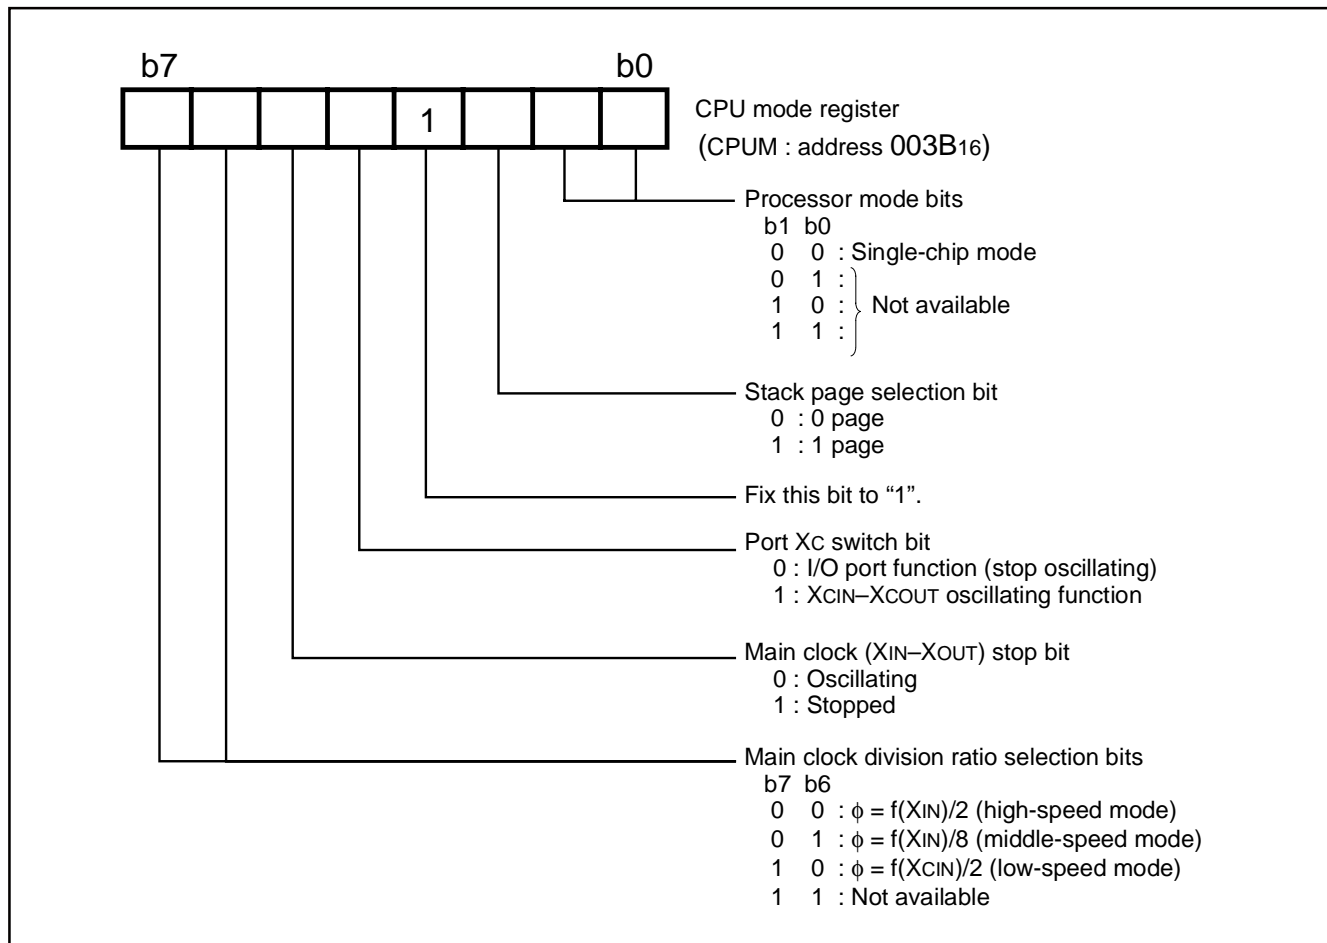 b7 b0
1
CPU mode register
(CPUM : address 003B16)
Processor mode bits
b1 b0
0 0 : Single-chip mode
0 1 :
1 0 : Not available
1 1 :
Stack page selection bit
0 : 0 page
1 : 1 page
Fix this bit to “1”.
Port XC switch bit
0 : I/O port function (stop oscillating)
1 : XCIN–XCOUT oscillating function
Main clock (XIN–XOUT) stop bit
0 : Oscillating
1 : Stopped
Main clock division ratio selection bits
b7 b6
0 0 : ϕ = f(XIN)/2 (high-speed mode)
0 1 : ϕ = f(XIN)/8 (middle-speed mode)
1 0 : ϕ = f(XCIN)/2 (low-speed mode)
1 1 : Not available